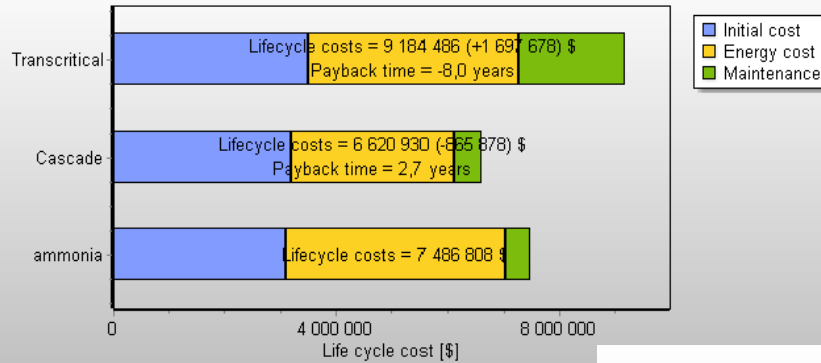 Transcritical
Lifecycle costs = 9 184 486 (+1 697 678) $
Payback time = -8,0 years
Cascade
Lifecycle costs = 6 620 930 (-865 878) $
Payback time = 2,7 years
ammonia
Lifecycle costs = 7 486 808 $
0
4 000 000
8 000 000
Life cycle cost [$]
Initial cost
Energy cost
Maintenance